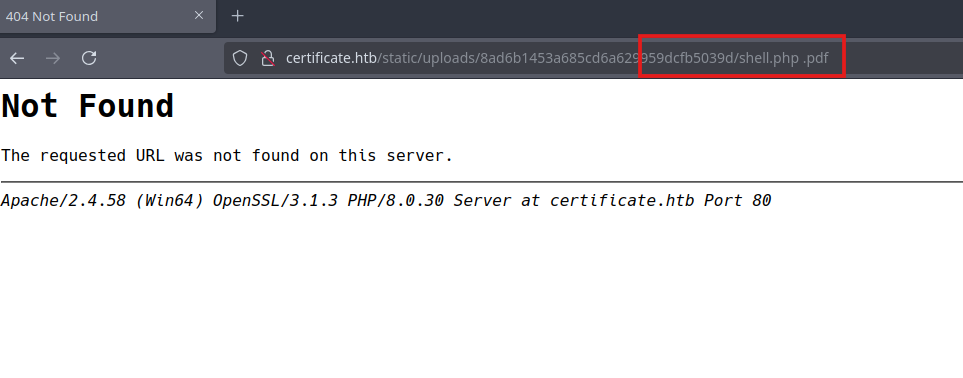 404 Not Found
certificate.htb/static/uploads/8ad6b1453a685cd6a629959dcfb5039d/shell.php .pdf
Not Found
The requested URL was not found on this server.
Apache/2.4.58 (Win64) OpenSSL/3.1.3 PHP/8.0.30 Server at certificate.htb Port 80